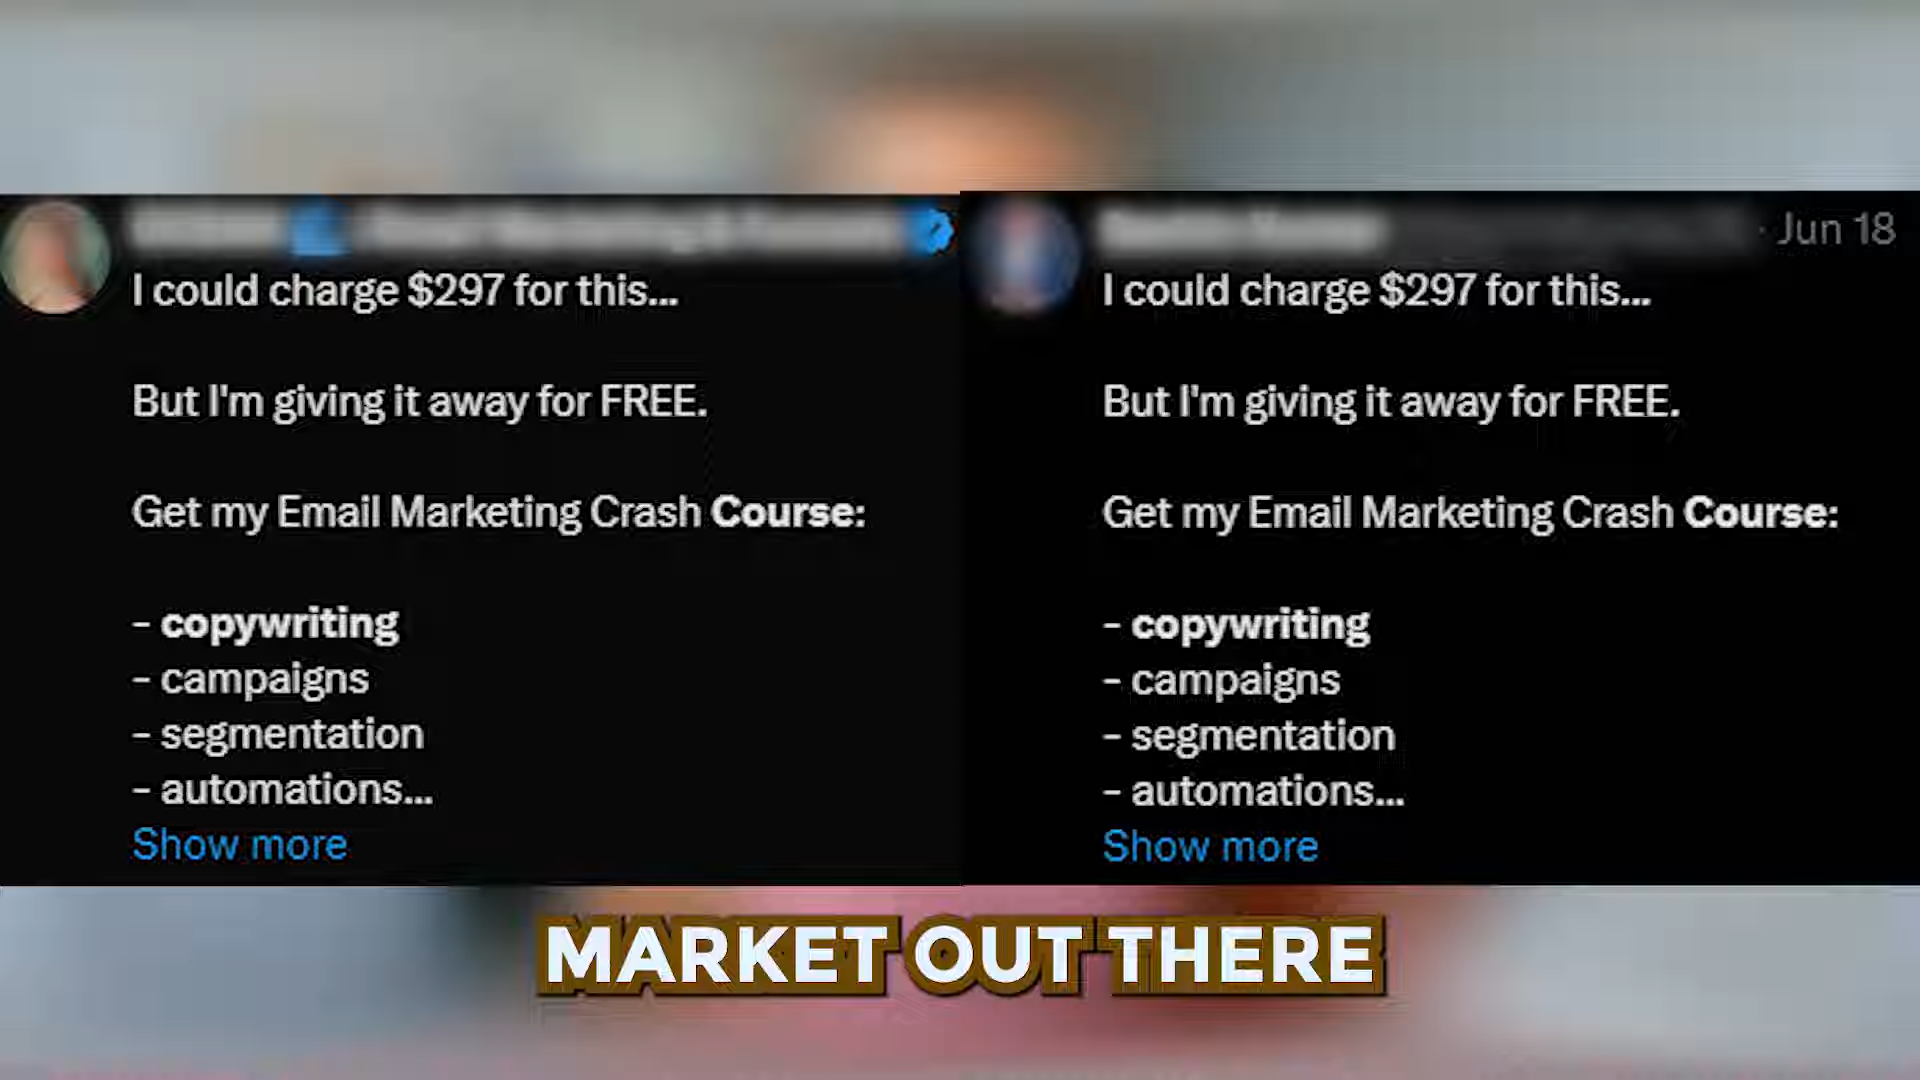 I could charge $297 for this...
But I'm giving it away for FREE.
Get my Email Marketing Crash Course:
- copywriting
- campaigns
- segmentation
- automations...
Show more
· Jun 18
I could charge $297 for this...
But I'm giving it away for FREE.
Get my Email Marketing Crash Course:
- copywriting
- campaigns
- segmentation
- automations...
Show more
MARKET OUT THERE